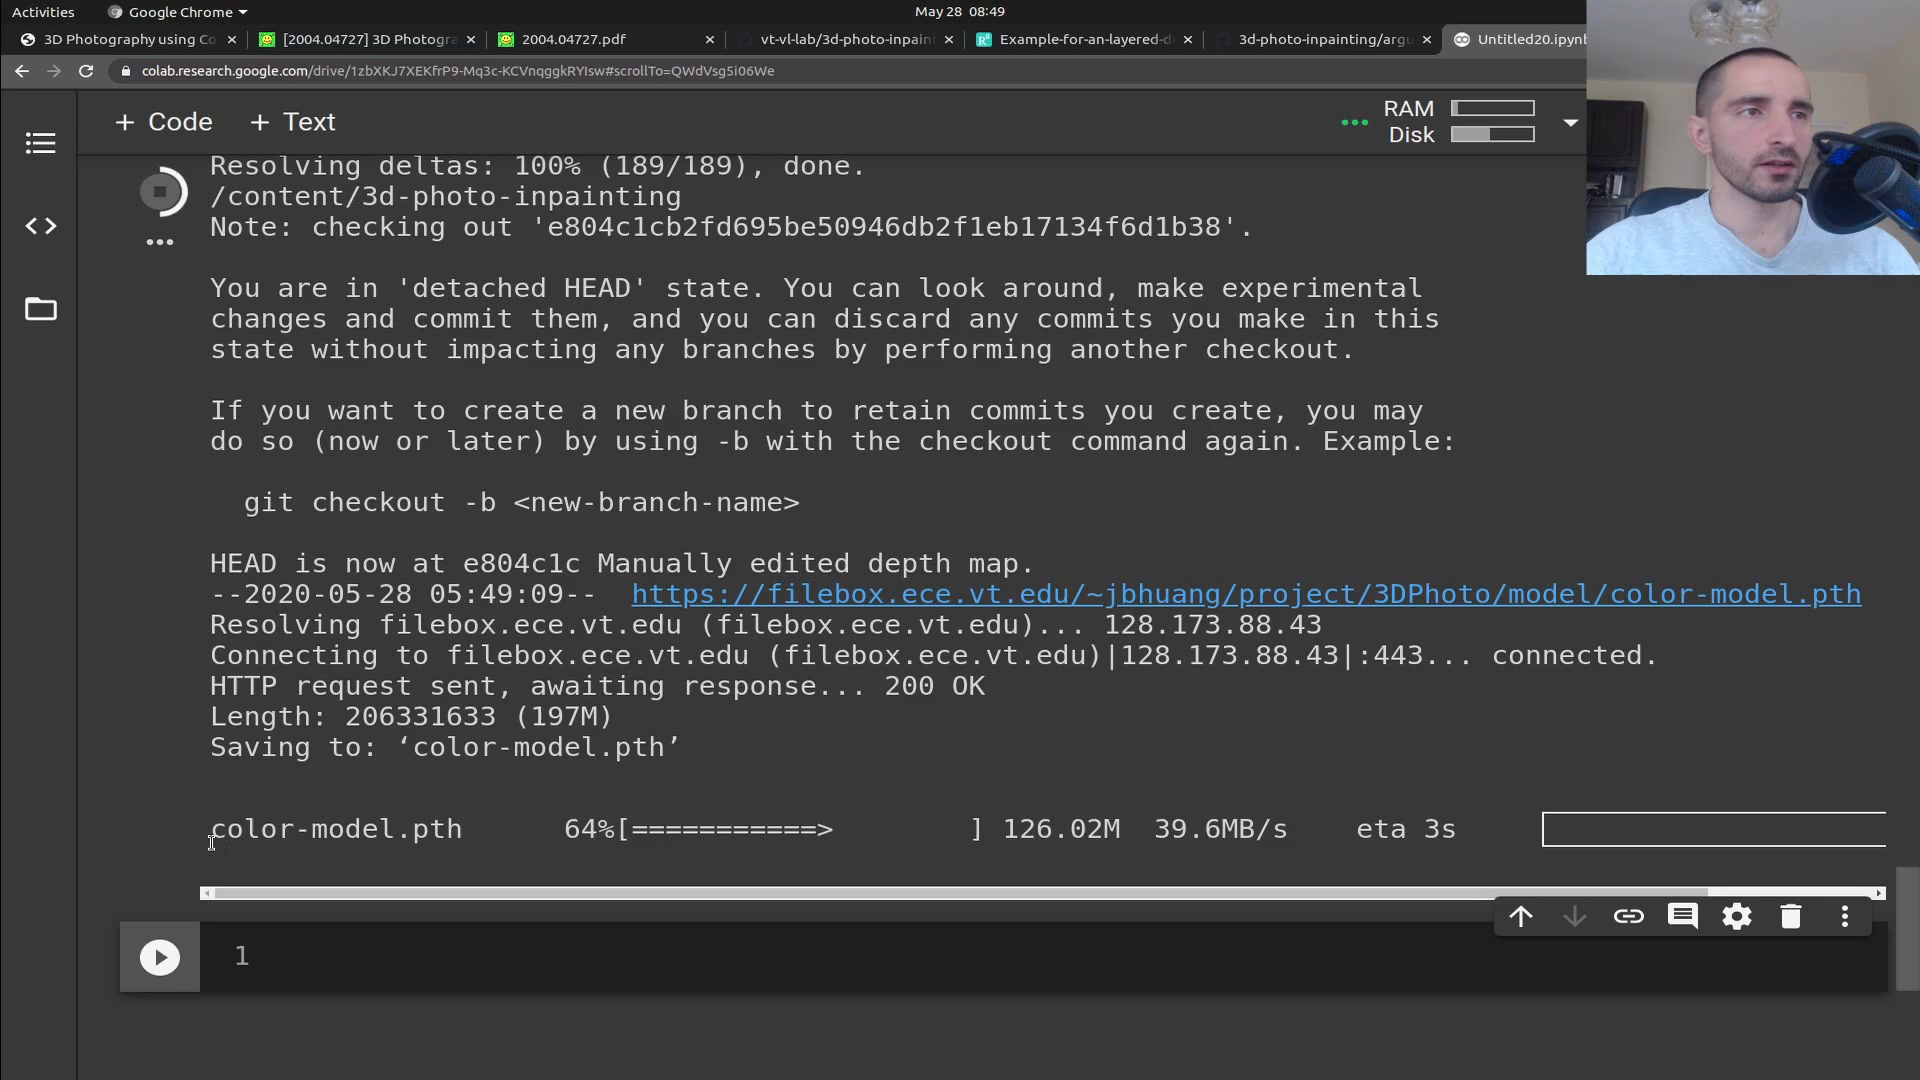 Activities
Google Chrome
May 28 08:49
3D Photography using Co
[2004.04727] 3D Photogra
2004.04727.pdf
vt-vl-lab/3d-photo-inpain
Example-for-an-layered-d
3d-photo-inpainting/argu
Untitled20.ipynb
colab.research.google.com/drive/1zbXKJ7XEKfrP9-Mq3c-KCVnqggkRYIsw#scrollTo=QWdVsg5i06We
+ Code
+ Text
RAM
Disk
Resolving deltas: 100% (189/189), done.
/content/3d-photo-inpainting
Note: checking out 'e804c1cb2fd695be50946db2f1eb17134f6d1b38'.
You are in 'detached HEAD' state. You can look around, make experimental
changes and commit them, and you can discard any commits you make in this
state without impacting any branches by performing another checkout.
If you want to create a new branch to retain commits you create, you may
do so (now or later) by using -b with the checkout command again. Example:
git checkout -b <new-branch-name>
HEAD is now at e804c1c Manually edited depth map.
--2020-05-28 05:49:09-- https://filebox.ece.vt.edu/~jbhuang/project/3DPhoto/model/color-model.pth
Resolving filebox.ece.vt.edu (filebox.ece.vt.edu)... 128.173.88.43
Connecting to filebox.ece.vt.edu (filebox.ece.vt.edu)|128.173.88.43|:443... connected.
HTTP request sent, awaiting response... 200 OK
Length: 206331633 (197M)
Saving to: ‘color-model.pth’
color-model.pth 64%[===========> ] 126.02M 39.6MB/s eta 3s
1